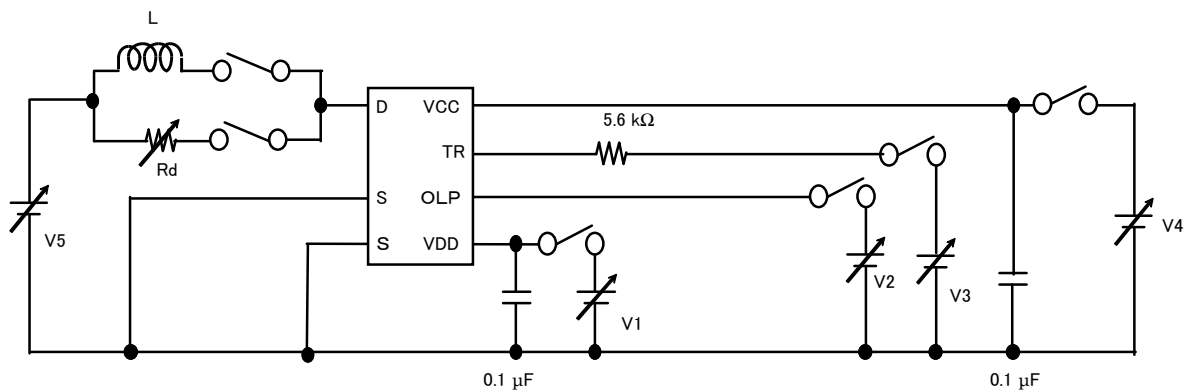 L
D VCC
5.6 kΩ
TR
Rd
S OLP
V5
V4
S VDD
V2
V3
V1
0.1 µF
0.1 µF